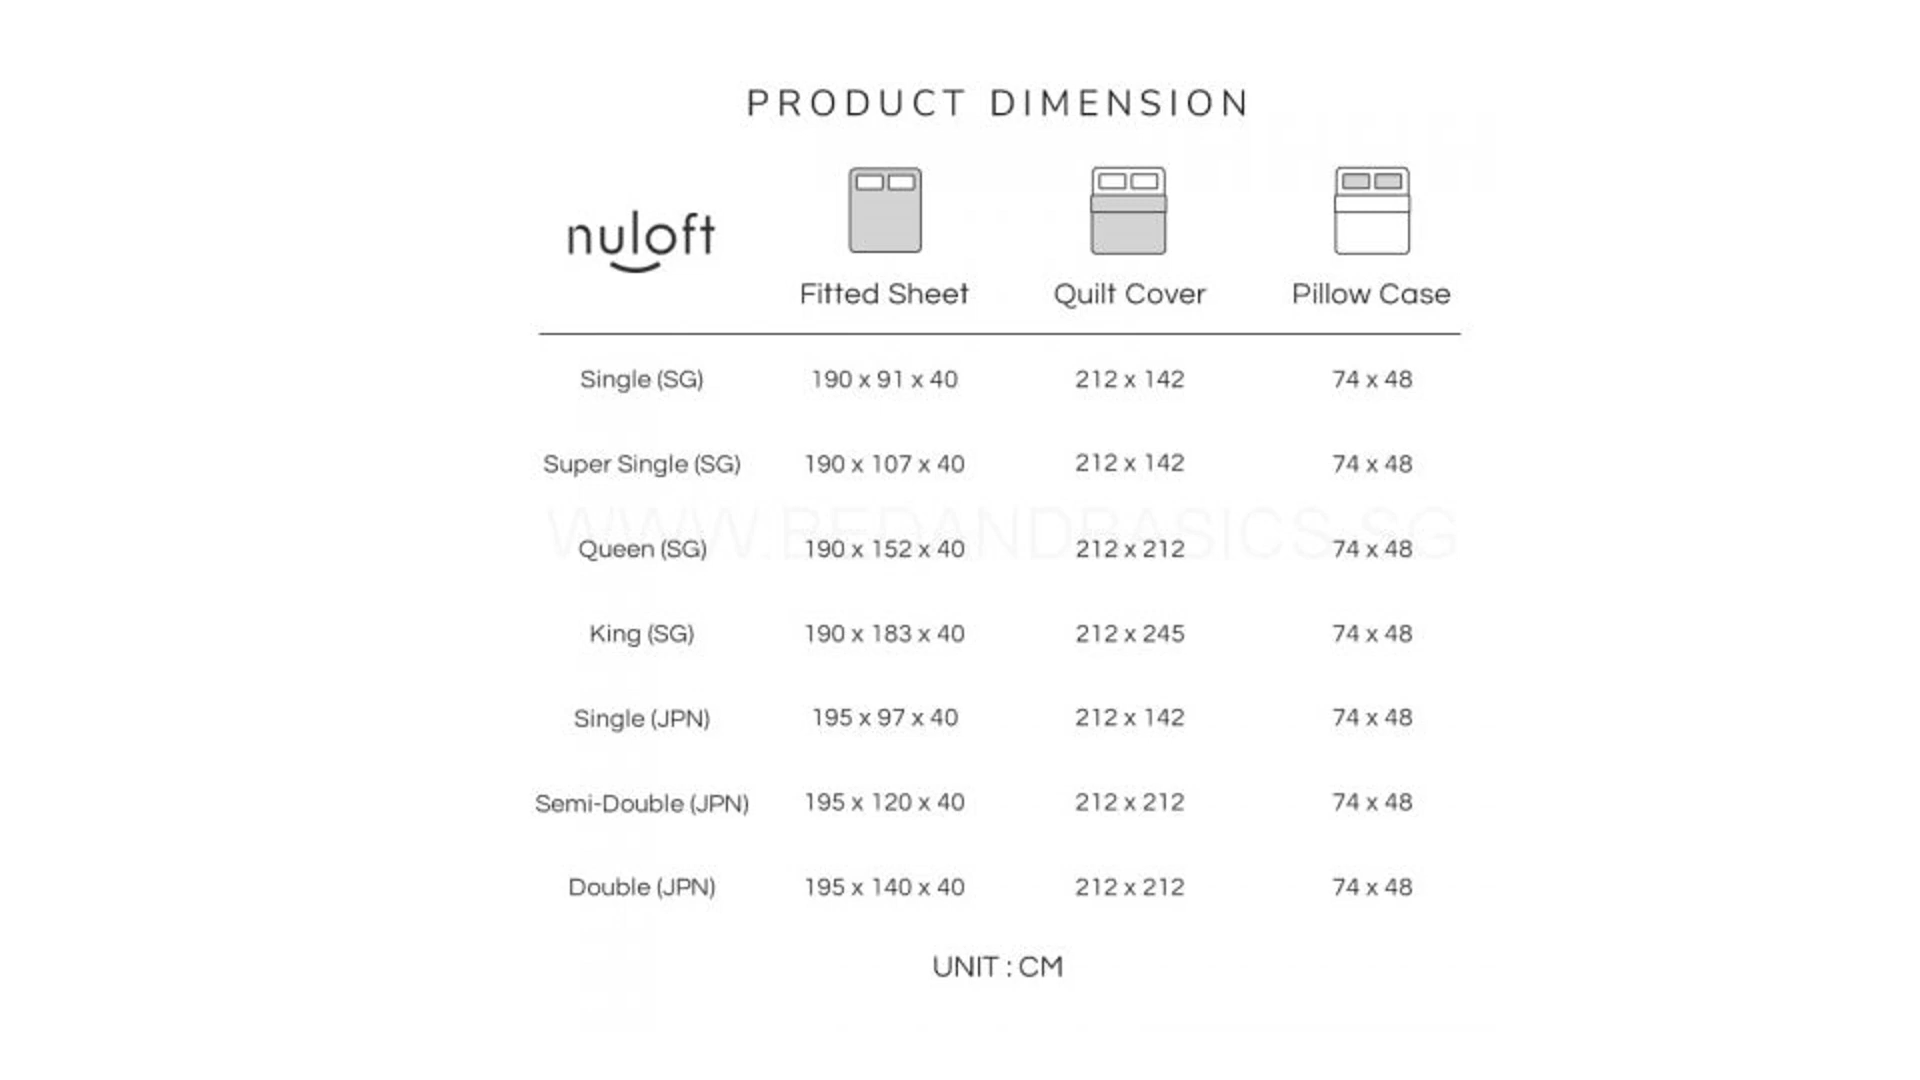 PRODUCT DIMENSION
nuloft
Fitted Sheet Quilt Cover Pillow Case
Single (SG) 190 x 91 x 40 212 x 142 74 x 48
Super Single (SG) 190 x 107 x 40 212 x 142 74 x 48
WWW.BEDANDBASICS.SG
Queen (SG) 190 x 152 x 40 212 x 212 74 x 48
King (SG) 190 x 183 x 40 212 x 245 74 x 48
Single (JPN) 195 x 97 x 40 212 x 142 74 x 48
Semi-Double (JPN) 195 x 120 x 40 212 x 212 74 x 48
Double (JPN) 195 x 140 x 40 212 x 212 74 x 48
UNIT : CM